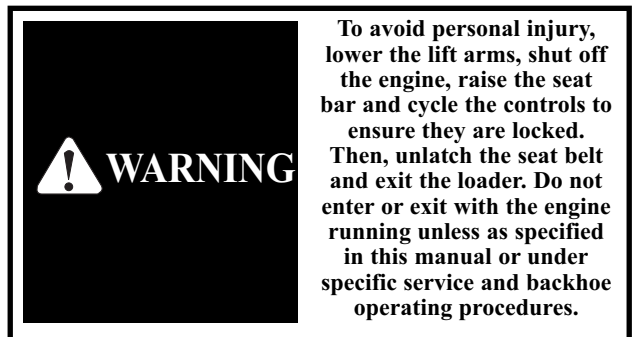 WARNING
To avoid personal injury,
lower the lift arms, shut off
the engine, raise the seat
bar and cycle the controls to
ensure they are locked.
Then, unlatch the seat belt
and exit the loader. Do not
enter or exit with the engine
running unless as specified
in this manual or under
specific service and backhoe
operating procedures.